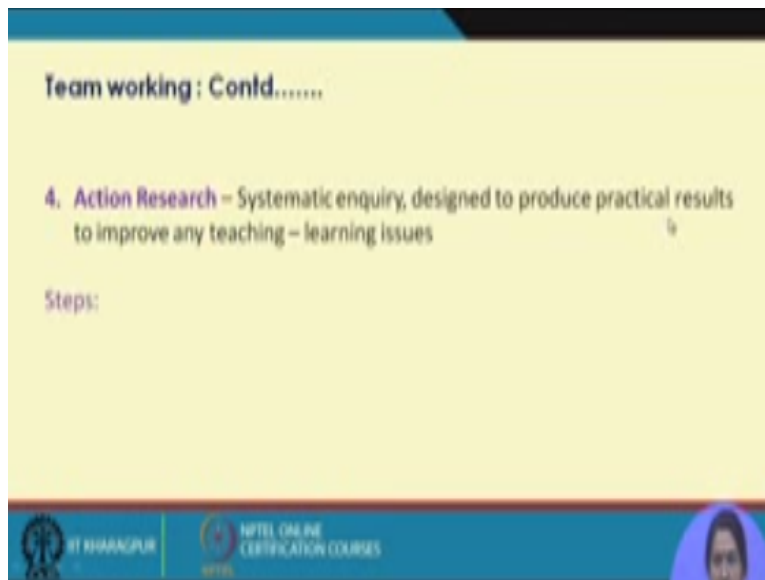 Team working : Contd.......
4. Action Research – Systematic enquiry, designed to produce practical results
to improve any teaching – learning issues
Steps:
IIT KHARAGPUR
NPTEL ONLINE
CERTIFICATION COURSES
NPTEL